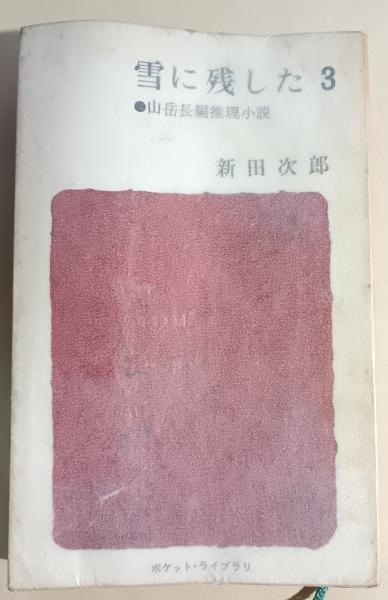 雪に残した3
●山岳長編推理小説
新田次郎
ポケット・ライブラリ